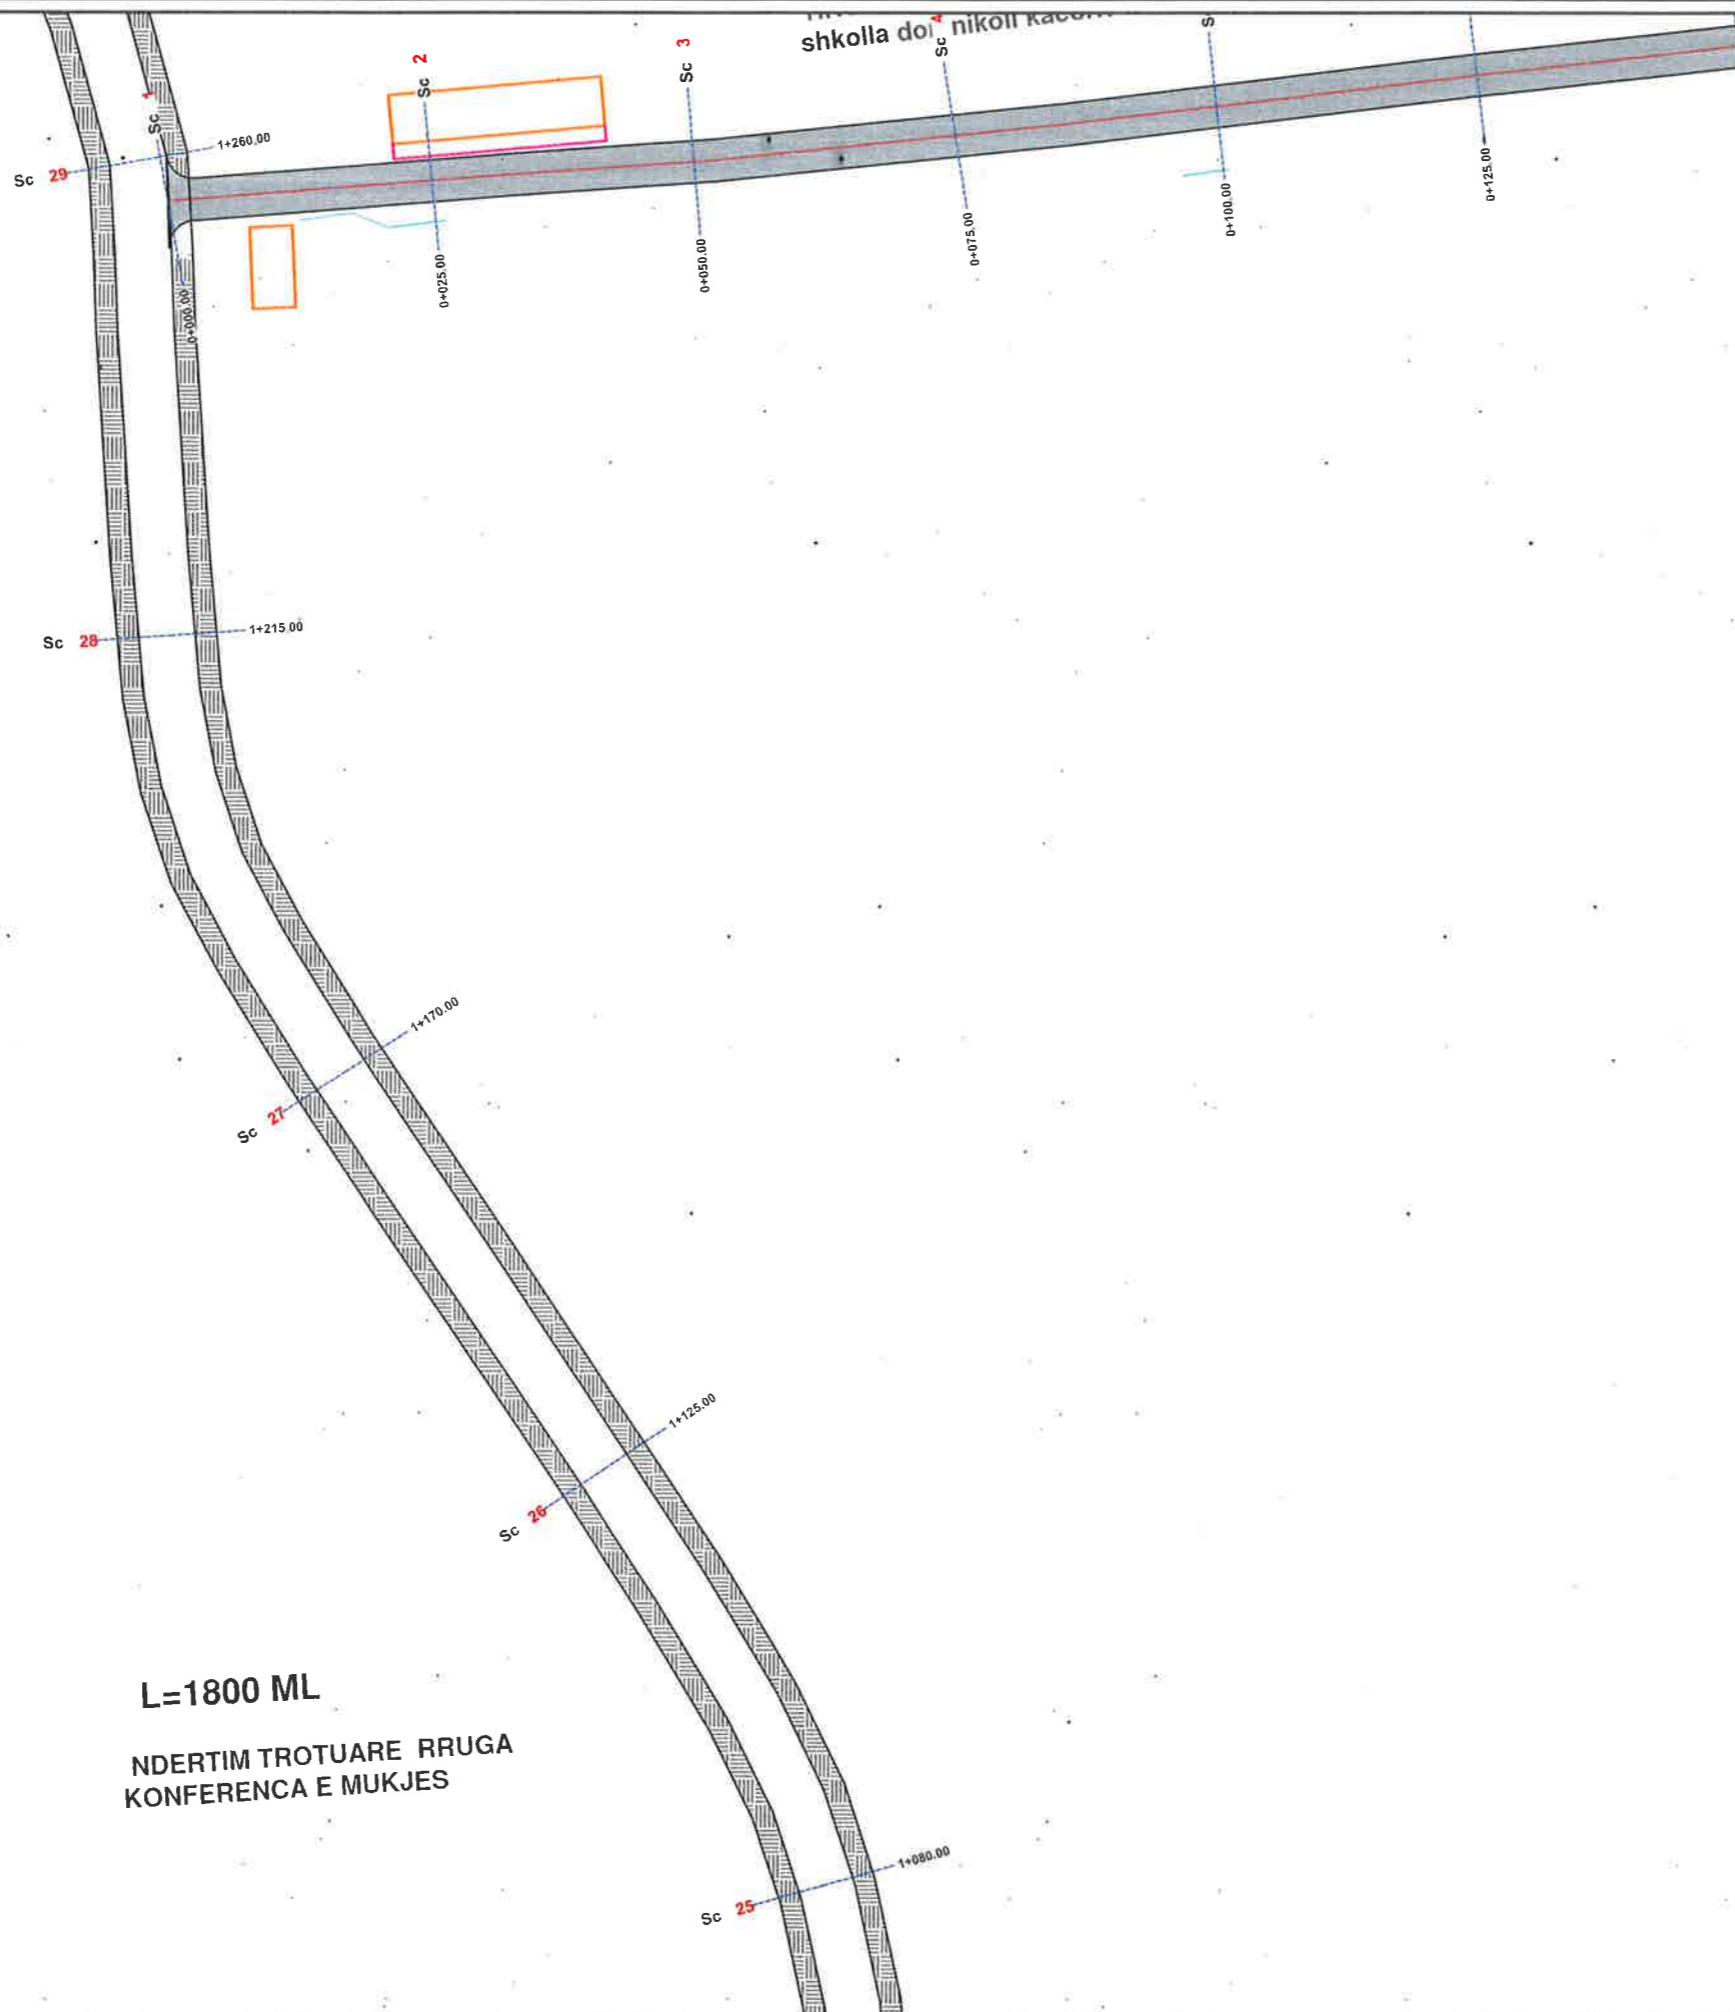 shkolla
nikoll
Sc 1
Sc 2
Sc 3
Sc 4
1+260.00
Sc 29
0+000.00
0+025.00
0+050.00
0+075.00
0+100.00
0+125.00
Sc 28
1+215.00
1+170.00
Sc 27
1+125.00
Sc 26
L=1800 ML
NDERTIM TROTUARE RRUGA
KONFERENCA E MUKJES
1+080.00
Sc 25